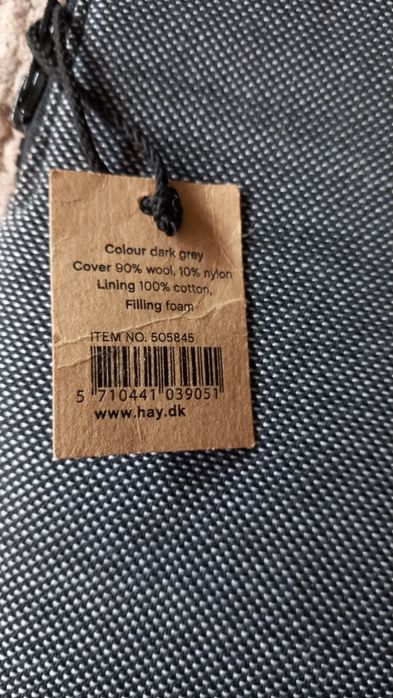 Colour dark grey
Cover 90% wool, 10% nylon
Lining 100% cotton,
Filling foam
ITEM NO. 505845
5 710441 039051
www.hay.dk